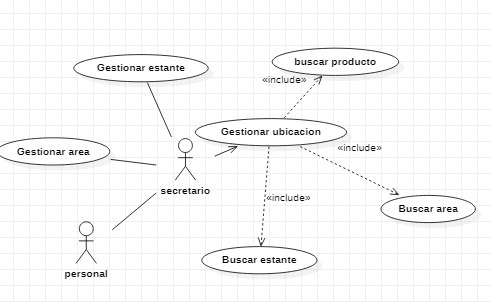 buscar producto
Gestionar estante
«include»
Gestionar ubicacion
«include»
Gestionar area
secretario
«include»
Buscar area
Buscar estante
personal